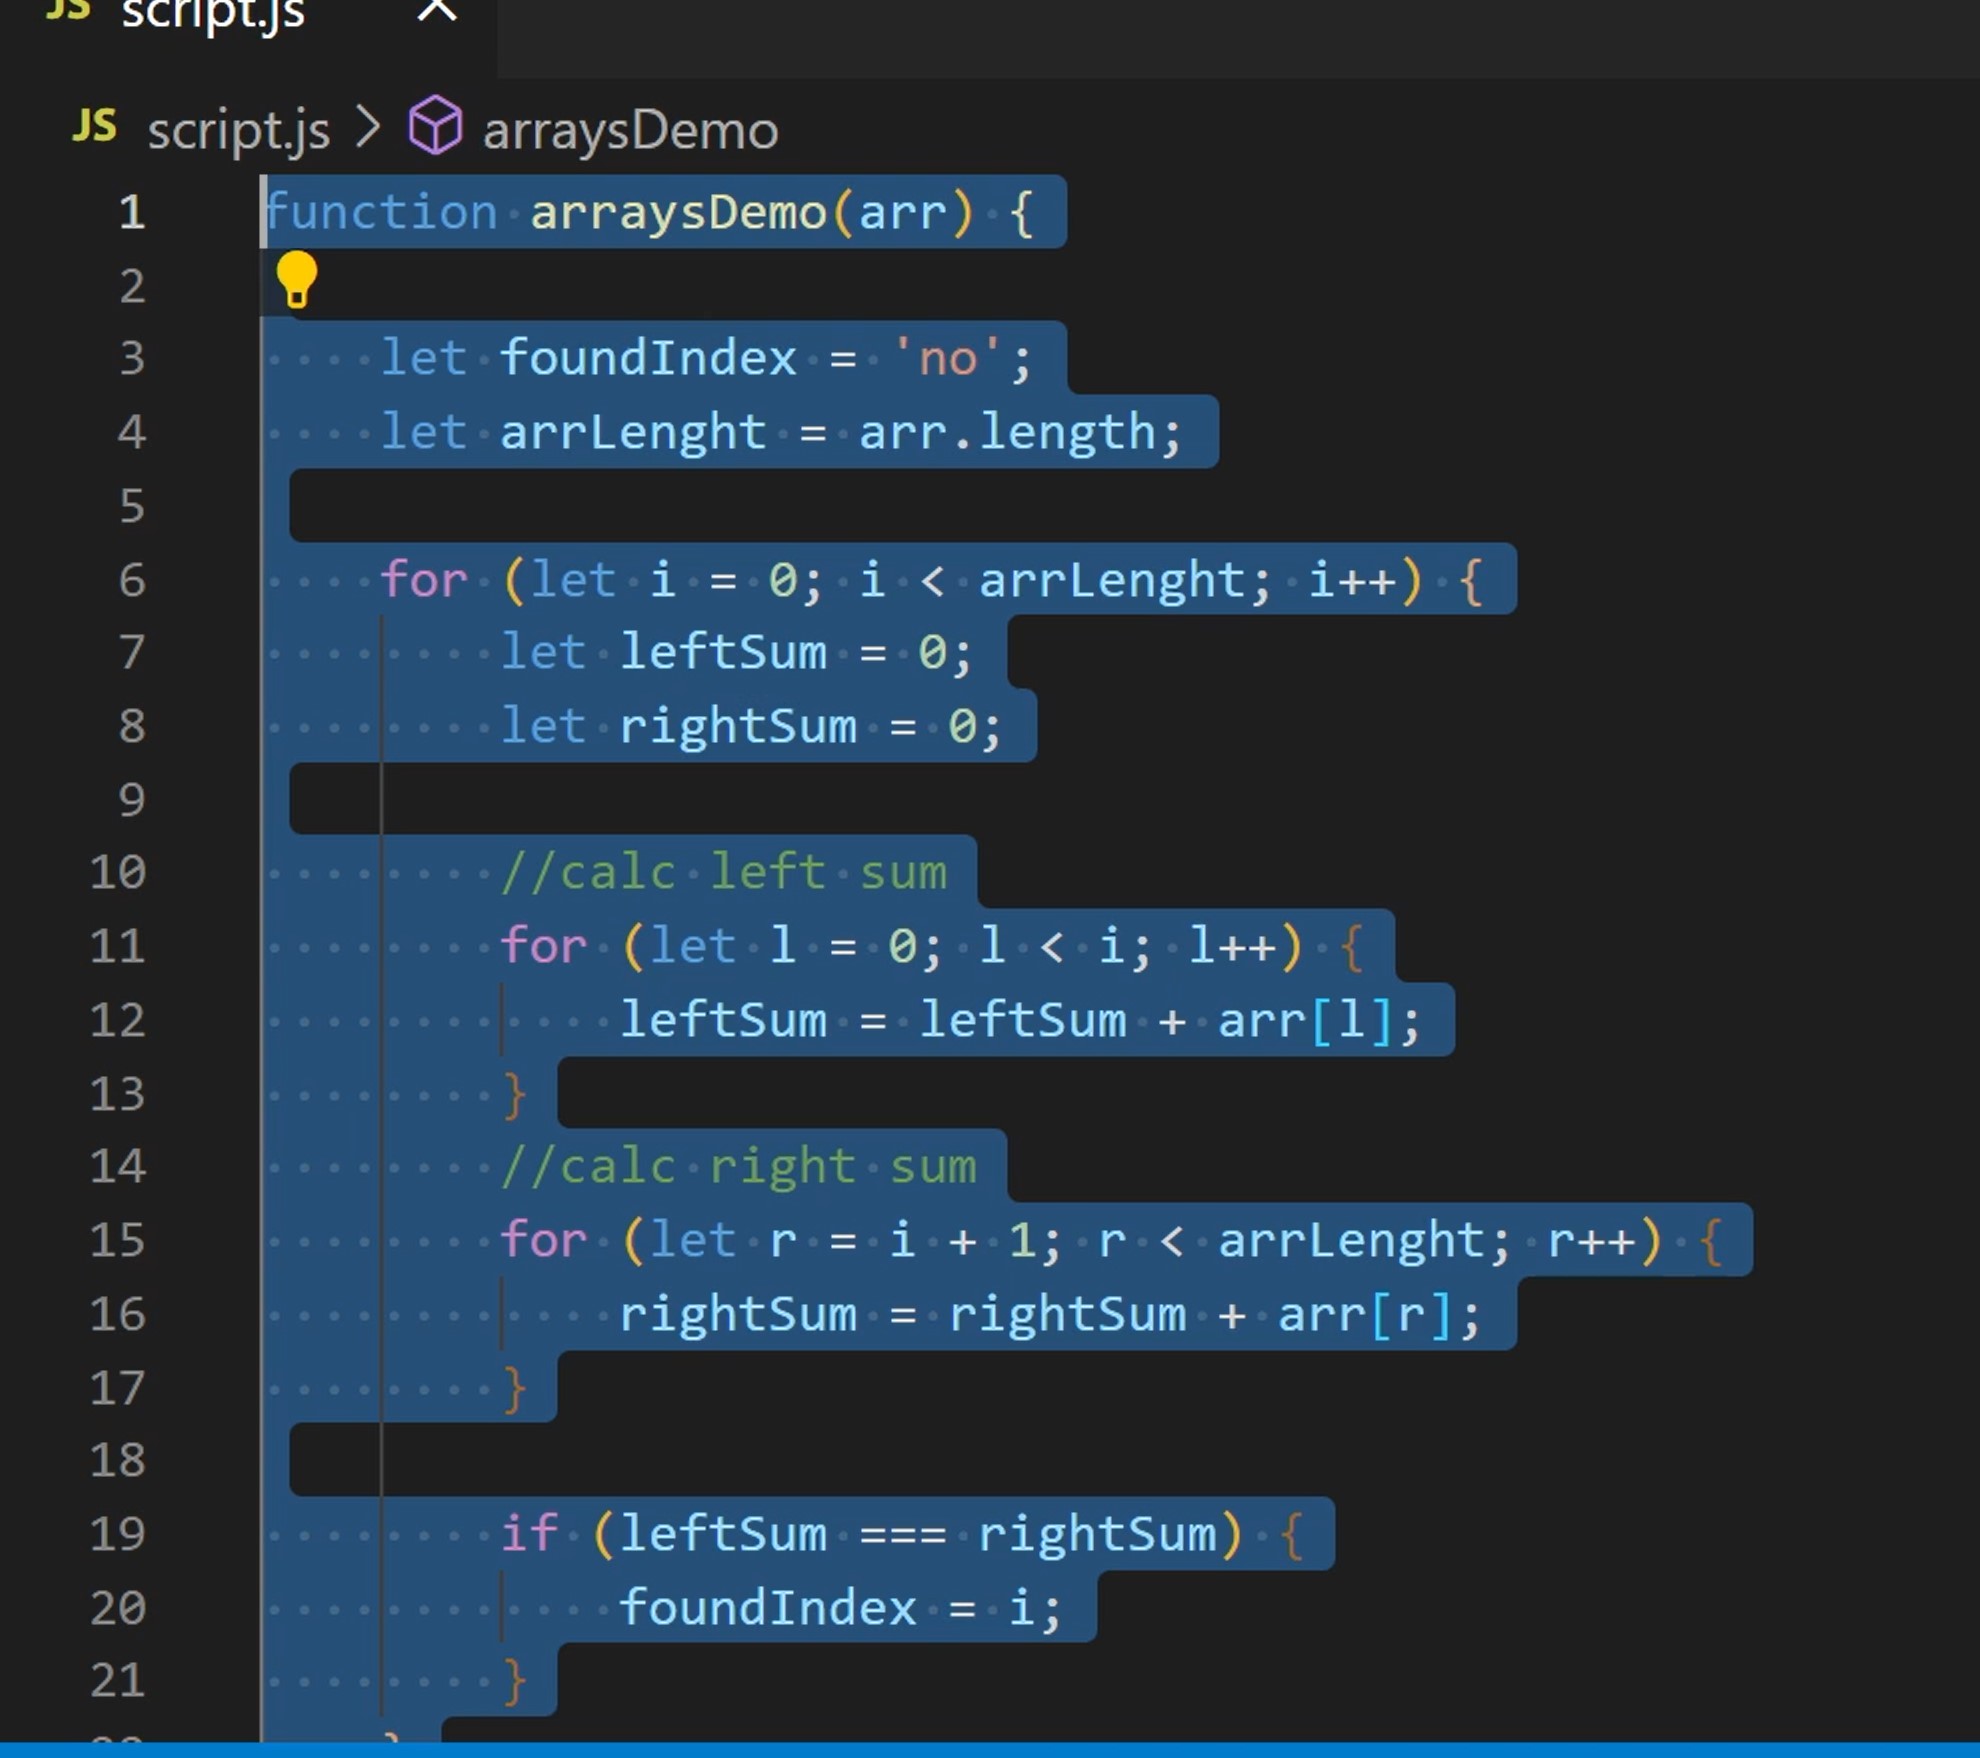 JS script.js ×
JS script.js > arraysDemo
1 function arraysDemo(arr) {
2
3     let foundIndex = 'no';
4     let arrLenght = arr.length;
5
6     for (let i = 0; i < arrLenght; i++) {
7         let leftSum = 0;
8         let rightSum = 0;
9
10         //calc left sum
11         for (let l = 0; l < i; l++) {
12             leftSum = leftSum + arr[l];
13         }
14         //calc right sum
15         for (let r = i + 1; r < arrLenght; r++) {
16             rightSum = rightSum + arr[r];
17         }
18
19         if (leftSum === rightSum) {
20             foundIndex = i;
21         }